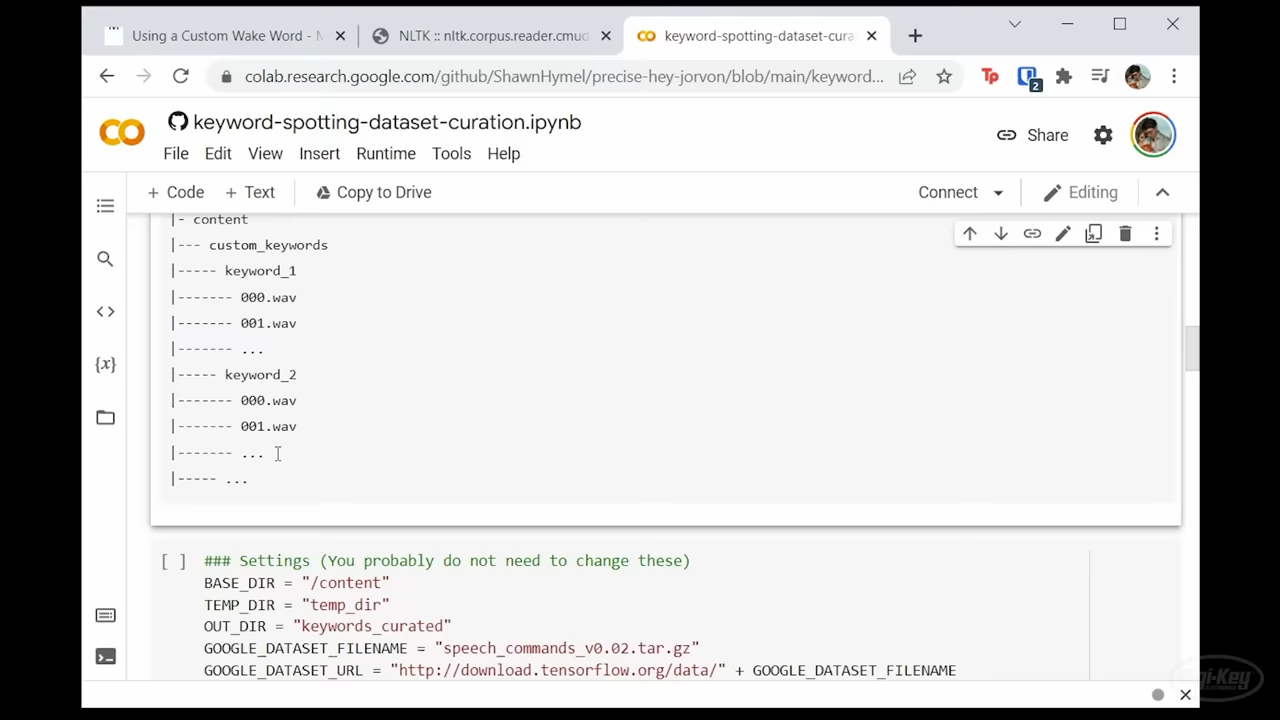 Using a Custom Wake Word - M
NLTK :: nltk.corpus.reader.cmud
keyword-spotting-dataset-cura
colab.research.google.com/github/ShawnHymel/precise-hey-jorvon/blob/main/keyword...
2
keyword-spotting-dataset-curation.ipynb
Share
File Edit View Insert Runtime Tools Help
+ Code + Text Copy to Drive
Connect
Editing
|- content
|--- custom_keywords
|----- keyword_1
|------- 000.wav
|------- 001.wav
|------- ...
|----- keyword_2
|------- 000.wav
|------- 001.wav
|------- ...
|----- ...
[ ] ### Settings (You probably do not need to change these)
BASE_DIR = "/content"
TEMP_DIR = "temp_dir"
OUT_DIR = "keywords_curated"
GOOGLE_DATASET_FILENAME = "speech_commands_v0.02.tar.gz"
GOOGLE_DATASET_URL = "http://download.tensorflow.org/data/" + GOOGLE_DATASET_FILENAME
Digi-Key
ELECTRONICS